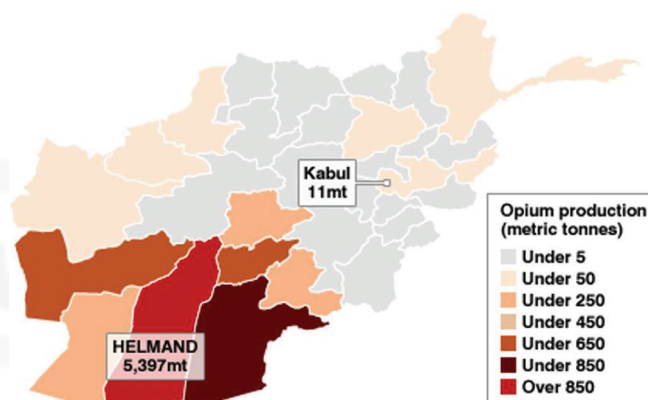 Kabul
11mt
Opium production
(metric tonnes)
Under 5
Under 50
Under 250
Under 450
Under 650
Under 850
Over 850
HELMAND
5,397mt